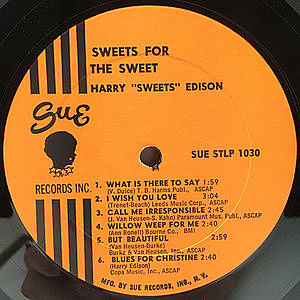 SWEETS FOR
THE SWEET
HARRY "SWEETS" EDISON
Sue
RECORDS INC.
SUE STLP 1030
1. WHAT IS THERE TO SAY 1:59
(V. Dulce) T. B. Harms Publ., ASCAP
2. I WISH YOU LOVE 3:04
(Trenet-Beach) Leeds Music Corp., ASCAP
3. CALL ME IRRESPONSIBLE 2:45
(J. Van Heusen-S. Kahn) Paramount Mus. Publ., ASCAP
4. WILLOW WEEP FOR ME
(Ann Ronell) Bourne Co., BMI
5. BUT BEAUTIFUL 2:59
(Van Heusen-Burke)
Burke & Van Heusen, Inc., ASCAP
6. BLUES FOR CHRISTINE 2:44
(Harry Edison)
Copa Music, Inc., ASCAP
MFG. BY SUE RECORDS, INC., N. Y.